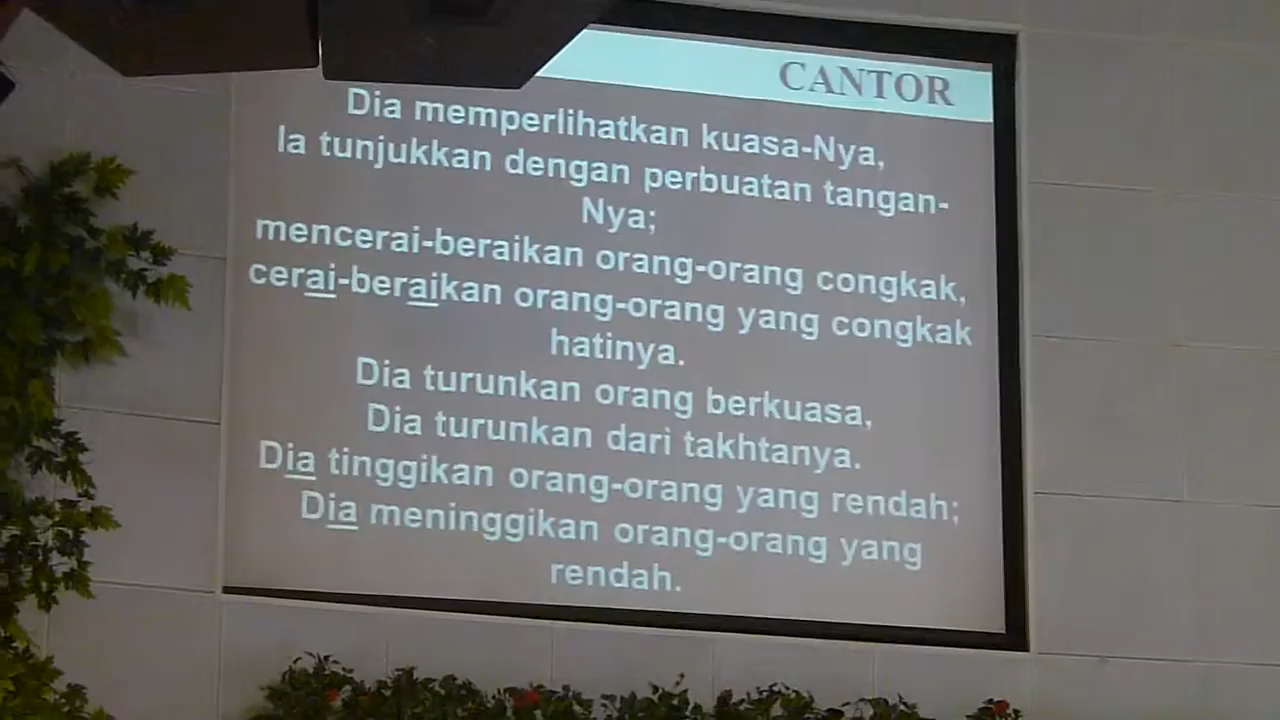 CANTOR
Dia memperlihatkan kuasa-Nya,
Ia tunjukkan dengan perbuatan tangan-
Nya;
mencerai-beraikan orang-orang congkak,
cerai-beraikan orang-orang yang congkak
hatinya.
Dia turunkan orang berkuasa,
Dia turunkan dari takhtanya.
Dia tinggikan orang-orang yang rendah;
Dia meninggikan orang-orang yang
rendah.